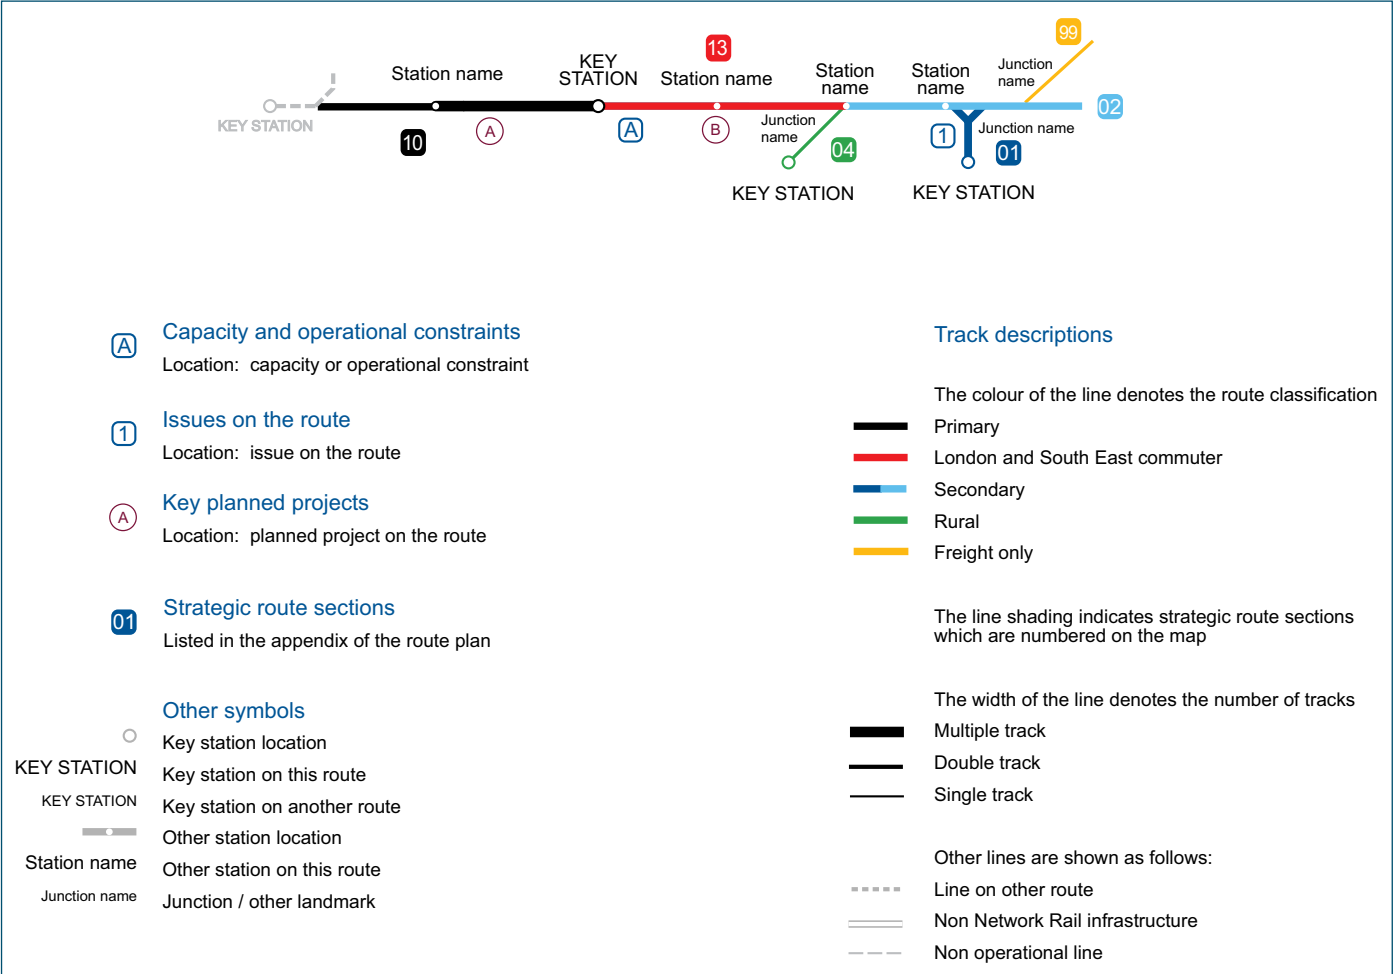 99
13
KEY
STATION
Station name
Station name
Station
name
Station
name
Junction
name
02
KEY STATION
10
A
A
B
Junction
name
04
1
Junction name
01
KEY STATION
KEY STATION
A
Capacity and operational constraints
Location: capacity or operational constraint
1
Issues on the route
Location: issue on the route
A
Key planned projects
Location: planned project on the route
01
Strategic route sections
Listed in the appendix of the route plan
Other symbols
Key station location
KEY STATION
Key station on this route
KEY STATION
Key station on another route
Other station location
Station name
Other station on this route
Junction name
Junction / other landmark
Track descriptions
The colour of the line denotes the route classification
Primary
London and South East commuter
Secondary
Rural
Freight only
The line shading indicates strategic route sections
which are numbered on the map
The width of the line denotes the number of tracks
Multiple track
Double track
Single track
Other lines are shown as follows:
Line on other route
Non Network Rail infrastructure
Non operational line